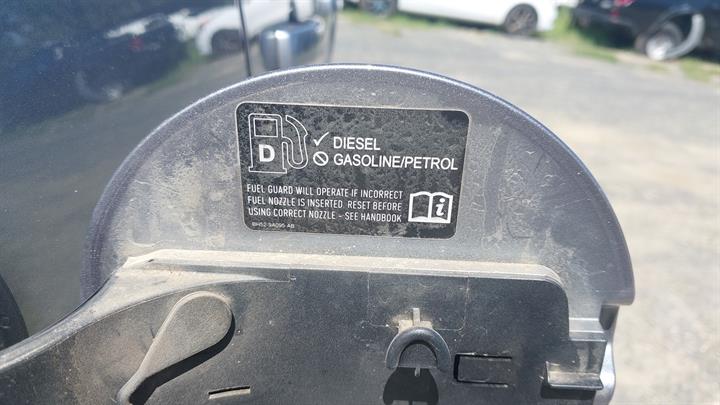 D
DIESEL
GASOLINE/PETROL
FUEL GUARD WILL OPERATE IF INCORRECT
FUEL NOZZLE IS INSERTED. RESET BEFORE
USING CORRECT NOZZLE - SEE HANDBOOK
i